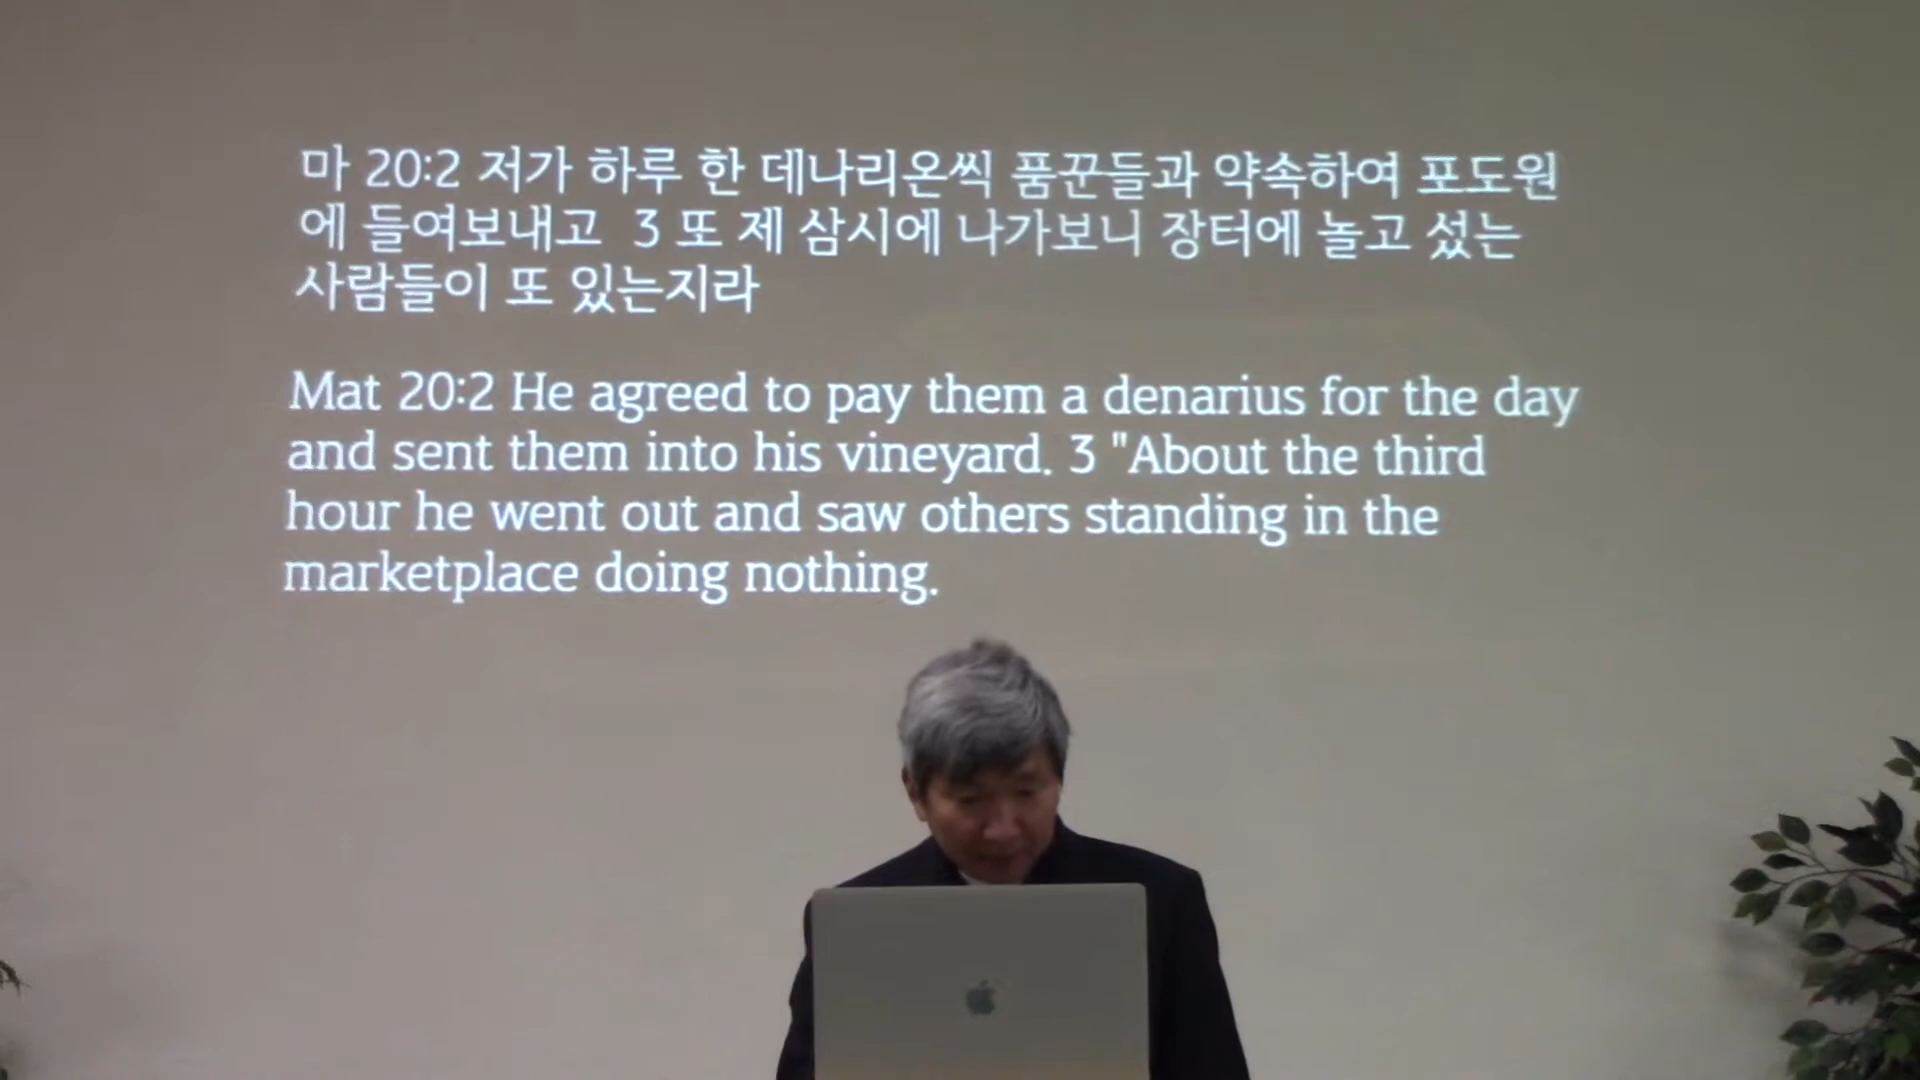 마 20:2 저가 하루 한 데나리온씩 품꾼들과 약속하여 포도원
에 들여보내고 3 또 제 삼시에 나가보니 장터에 놀고 섰는
사람들이 또 있는지라
Mat 20:2 He agreed to pay them a denarius for the day
and sent them into his vineyard. 3 "About the third
hour he went out and saw others standing in the
marketplace doing nothing.